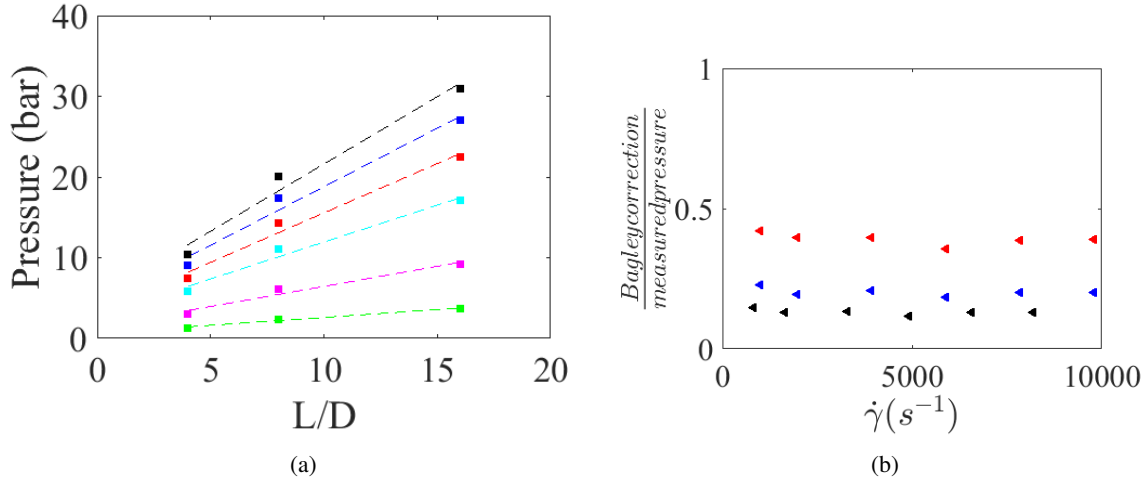 40
30
20
10
0
Pressure (bar)
0 5 10 15 20
L/D
(a)
1
0.5
0
Bagleycorrection
measuredpressure
0 5000 10000
γ̇(s⁻¹)
(b)